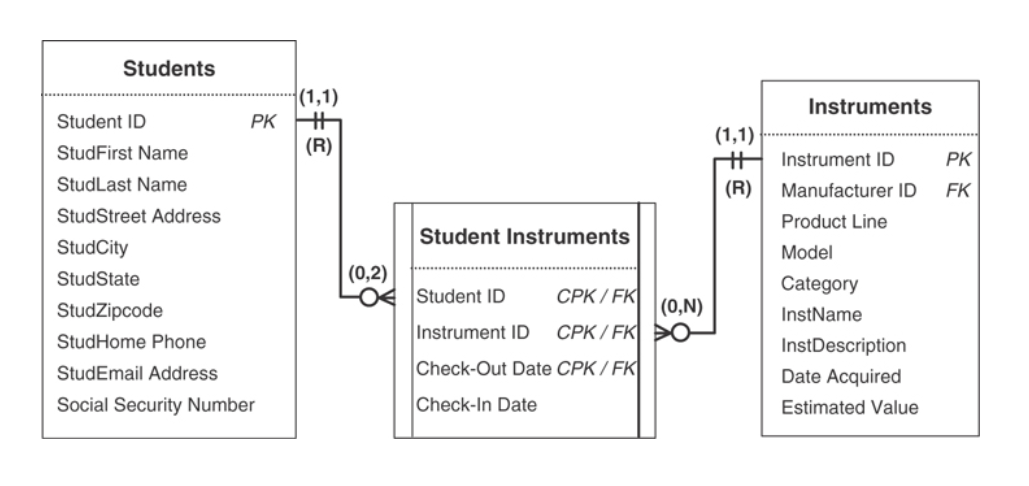 Students
Student ID PK
StudFirst Name
StudLast Name
StudStreet Address
StudCity
StudState
StudZipcode
StudHome Phone
StudEmail Address
Social Security Number
(1,1)
(R)
(0,2)
Student Instruments
Student ID CPK / FK
Instrument ID CPK / FK
Check-Out Date CPK / FK
Check-In Date
(0,N)
(1,1)
(R)
Instruments
Instrument ID PK
Manufacturer ID FK
Product Line
Model
Category
InstName
InstDescription
Date Acquired
Estimated Value